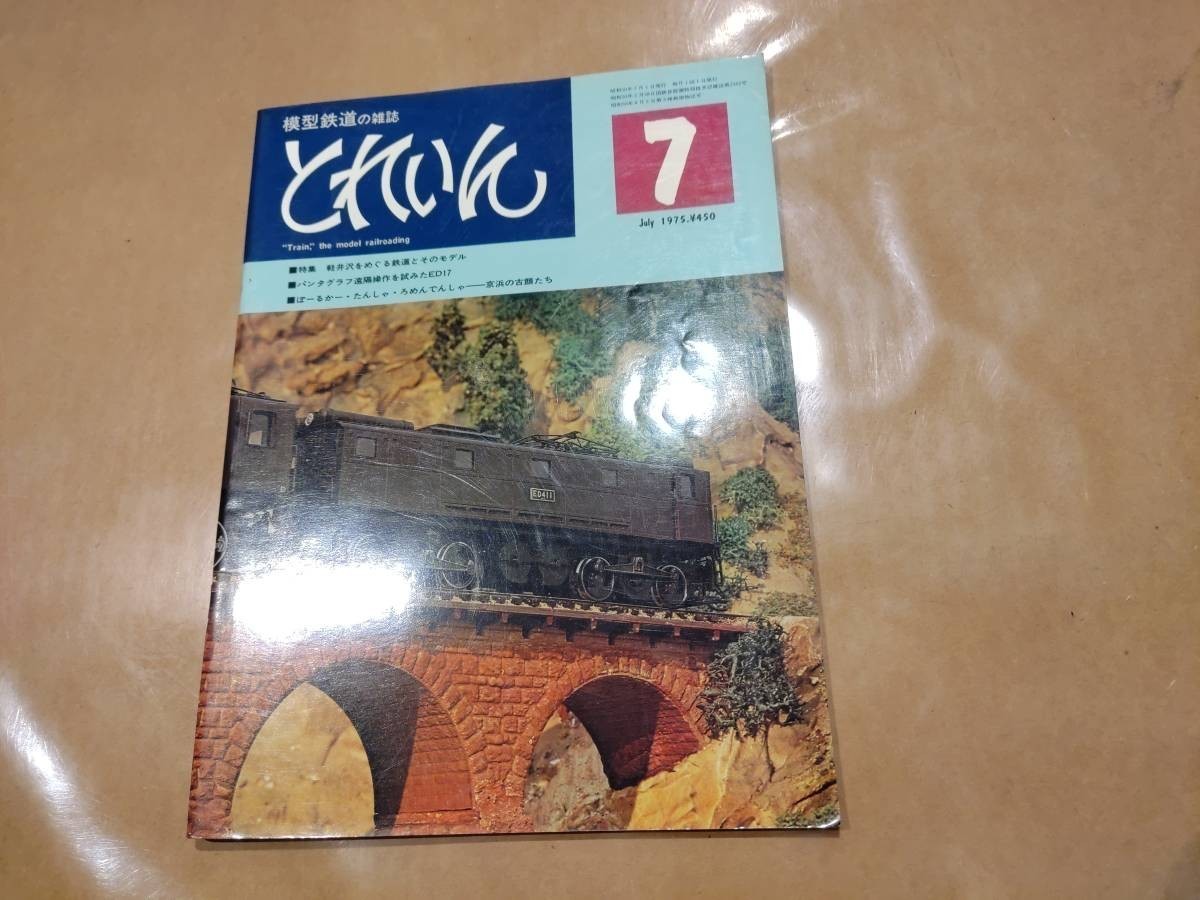 模型鉄道の雑誌
とれいん
"Train," the model railroading
7
July 1975.¥450
■特集 軽井沢をめぐる鉄道とそのモデル
■パンタグラフ遠隔操作を試みたED17
■ぽーるかー・たんしゃ・ろめんでんしゃ——京浜の古顔たち
ED411